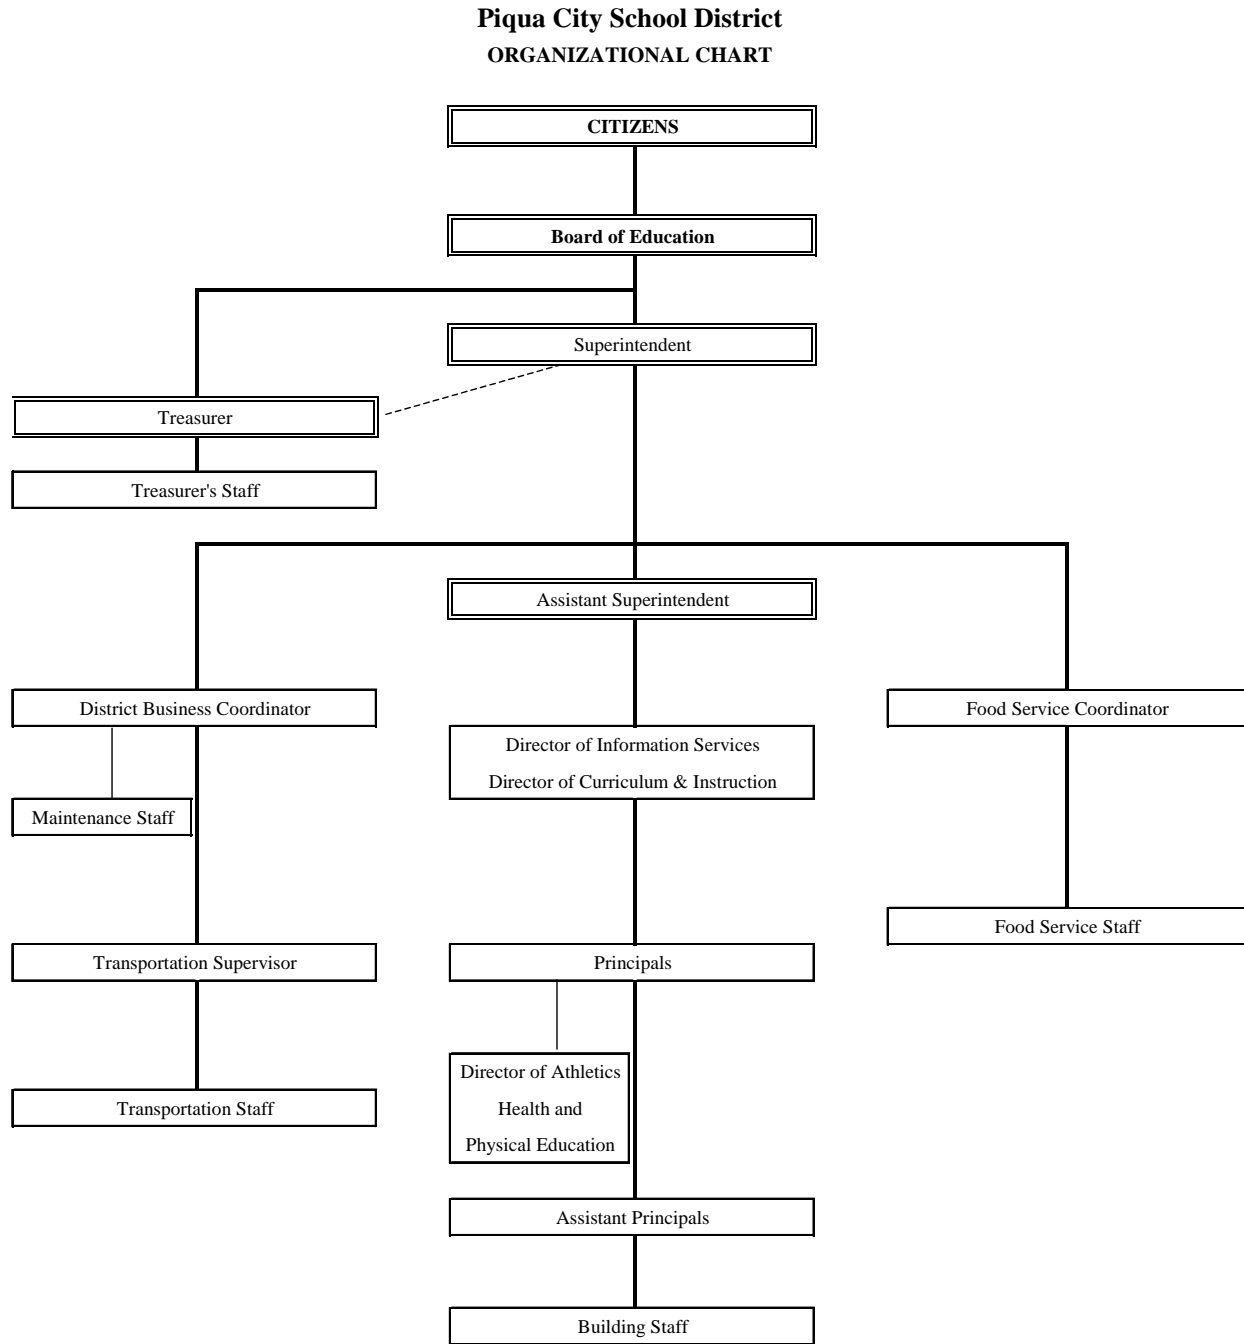 Piqua City School District
ORGANIZATIONAL CHART
CITIZENS
Board of Education
Superintendent
Treasurer
Treasurer's Staff
Assistant Superintendent
District Business Coordinator
Food Service Coordinator
Director of Information Services
Director of Curriculum & Instruction
Maintenance Staff
Food Service Staff
Transportation Supervisor
Principals
Director of Athletics
Health and
Physical Education
Transportation Staff
Assistant Principals
Building Staff